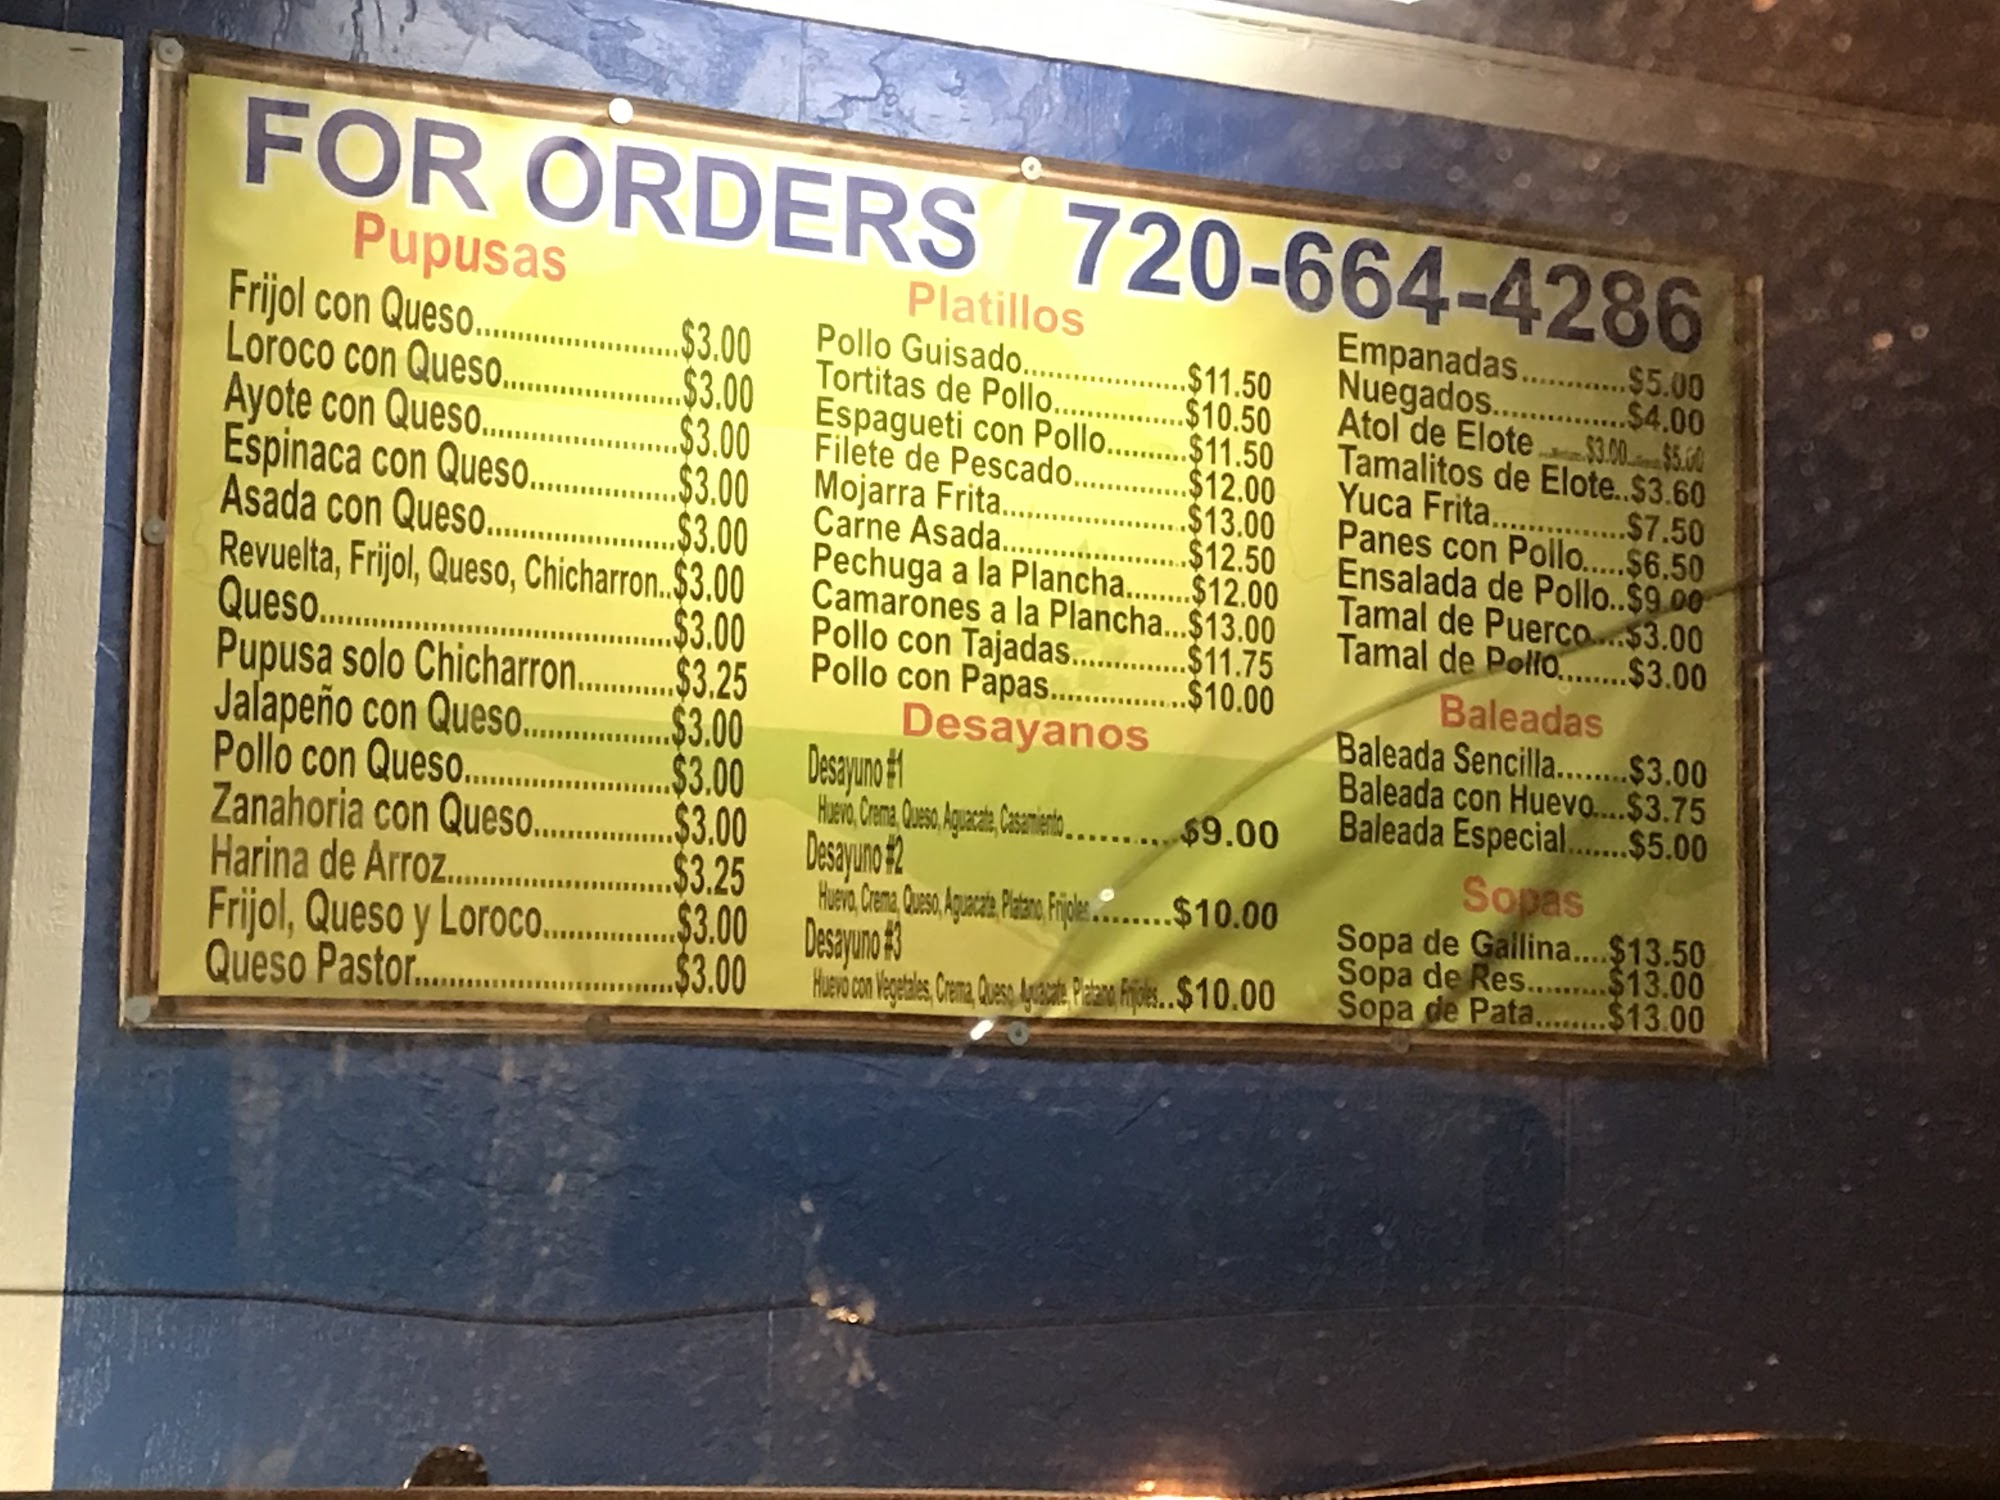 FOR ORDERS 720-664-4286
Pupusas
Frijol con Queso.....................$3.00
Loroco con Queso..................$3.00
Ayote con Queso....................$3.00
Espinaca con Queso...............$3.00
Asada con Queso...................$3.00
Revuelta, Frijol, Queso, Chicharron..$3.00
Queso.....................................$3.00
Pupusa solo Chicharron..........$3.25
Jalapeño con Queso...............$3.00
Pollo con Queso.....................$3.00
Zanahoria con Queso..............$3.00
Harina de Arroz.......................$3.25
Frijol, Queso y Loroco.............$3.00
Queso Pastor..........................$3.00
Platillos
Pollo Guisado..................$11.50
Tortitas de Pollo..............$10.50
Espagueti con Pollo.........$11.50
Filete de Pescado............$12.00
Mojarra Frita....................$13.00
Carne Asada....................$12.50
Pechuga a la Plancha........$12.00
Camarones a la Plancha...$13.00
Pollo con Tajadas.............$11.75
Pollo con Papas...............$10.00
Desayanos
Desayuno #1
Huevo, Crema, Queso, Aguacate, Casamiento...........$9.00
Desayuno #2
Huevo, Crema, Queso, Aguacate, Platano, Frijoles........$10.00
Desayuno #3
Huevo con Vegetales, Crema, Queso, Aguacate, Platano, Frijoles..$10.00
Empanadas............$5.00
Nuegados...............$4.00
Atol de Elote $3.00 $5.00
Tamalitos de Elote..$3.60
Yuca Frita...............$7.50
Panes con Pollo.....$6.50
Ensalada de Pollo..$9.00
Tamal de Puerco....$3.00
Tamal de Pollo........$3.00
Baleadas
Baleada Sencilla.......$3.00
Baleada con Huevo....$3.75
Baleada Especial.......$5.00
Sopas
Sopa de Gallina....$13.50
Sopa de Res.........$13.00
Sopa de Pata........$13.00